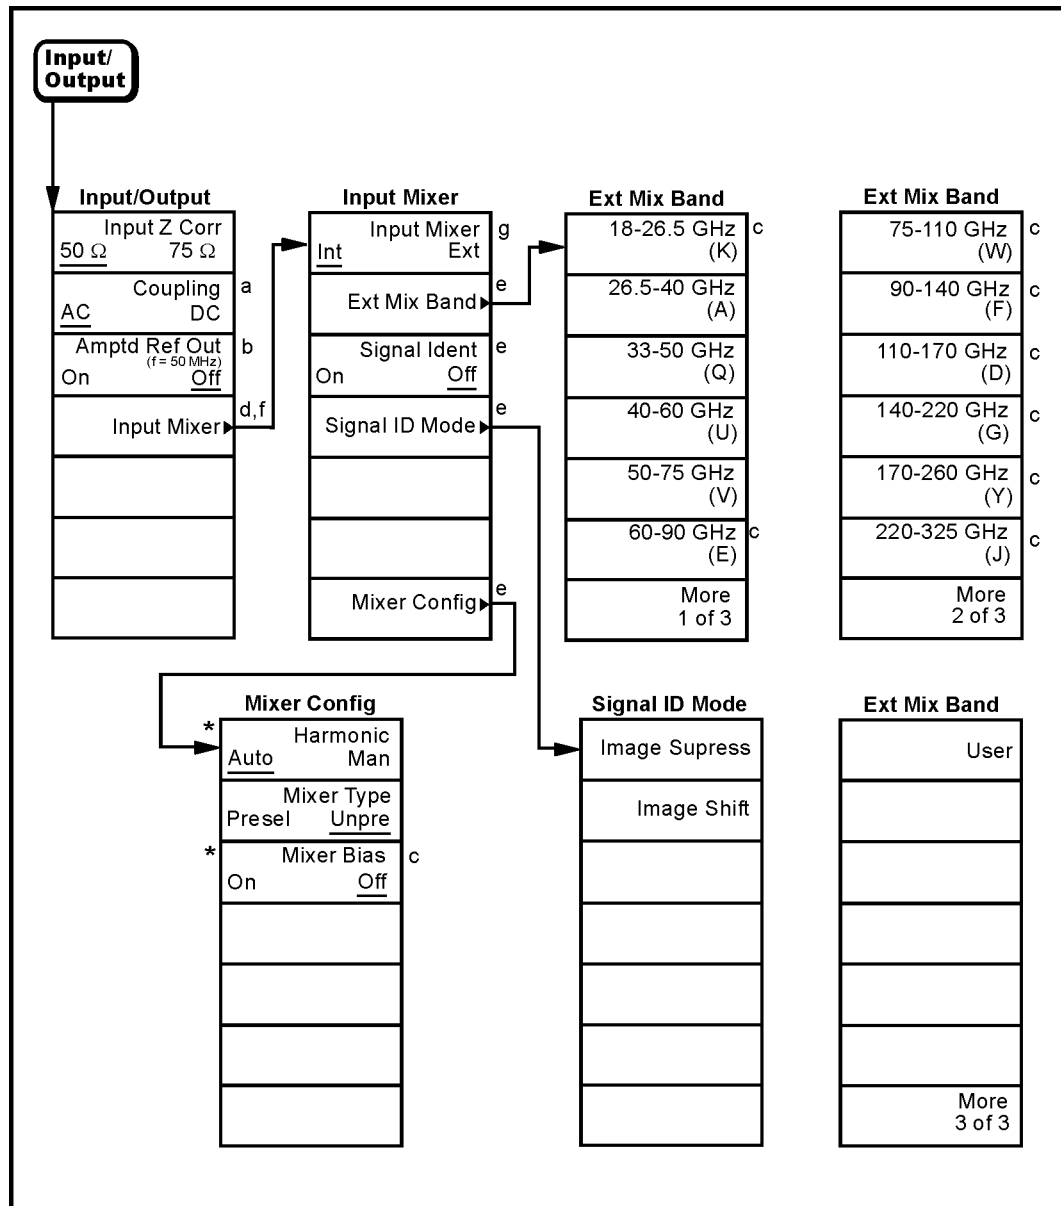 Input/
Output
Input/Output
Input Z Corr
50 Ω 75 Ω
Coupling a
AC DC
Amptd Ref Out b
(f = 50 MHz)
On Off
d,f
Input Mixer
Input Mixer
Input Mixer g
Int Ext
e
Ext Mix Band
Signal Ident e
On Off
e
Signal ID Mode
e
Mixer Config
Ext Mix Band
18-26.5 GHz c
(K)
26.5-40 GHz
(A)
33-50 GHz
(Q)
40-60 GHz
(U)
50-75 GHz
(V)
60-90 GHz c
(E)
More
1 of 3
Ext Mix Band
75-110 GHz c
(W)
90-140 GHz c
(F)
110-170 GHz c
(D)
140-220 GHz c
(G)
170-260 GHz c
(Y)
220-325 GHz c
(J)
More
2 of 3
Mixer Config
* Harmonic
Auto Man
Mixer Type
Presel Unpre
* Mixer Bias c
On Off
Signal ID Mode
Image Supress
Image Shift
Ext Mix Band
User
More
3 of 3